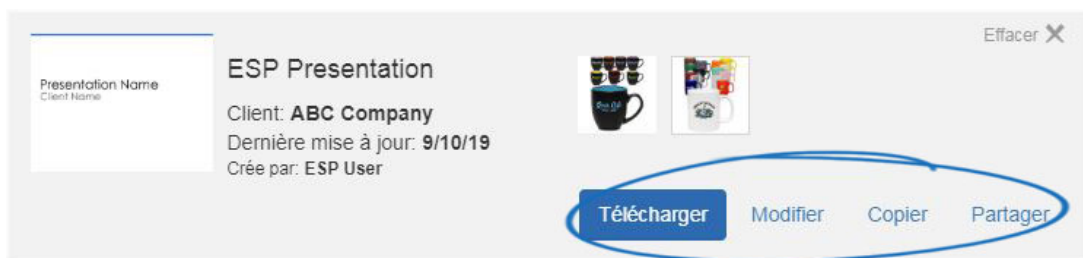 Effacer
Presentation Name
Client Name
ESP Presentation
Client: ABC Company
Dernière mise à jour: 9/10/19
Crée par: ESP User
Télécharger
Modifier
Copier
Partager